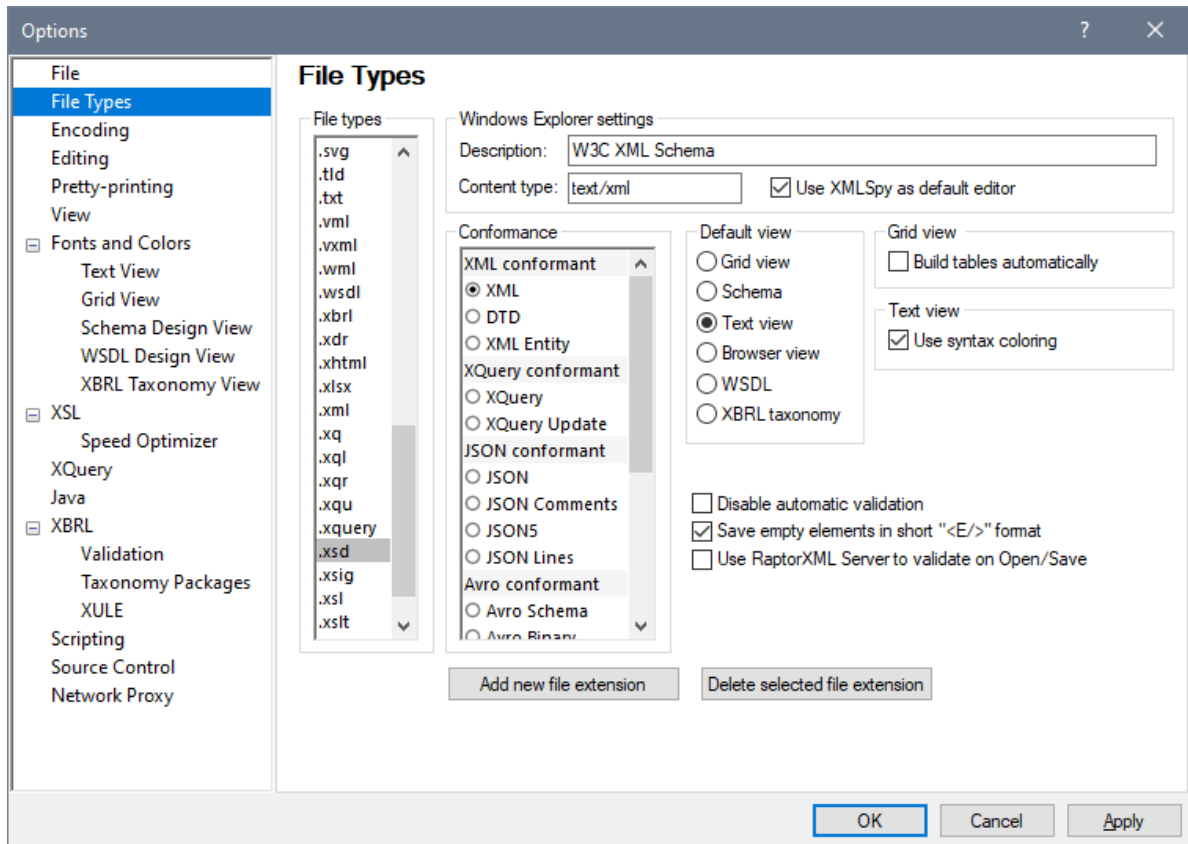 Options
?
File
File Types
Encoding
Editing
Pretty-printing
View
Fonts and Colors
Text View
Grid View
Schema Design View
WSDL Design View
XBRL Taxonomy View
XSL
Speed Optimizer
XQuery
Java
XBRL
Validation
Taxonomy Packages
XULE
Scripting
Source Control
Network Proxy
File Types
File types
.svg
.tld
.txt
.vml
.vxml
.wml
.wsdl
.xbrl
.xdr
.xhtml
.xlsx
.xml
.xq
.xql
.xqr
.xqu
.xquery
.xsd
.xsig
.xsl
.xslt
Windows Explorer settings
Description: W3C XML Schema
Content type: text/xml Use XMLSpy as default editor
Conformance
XML conformant
XML
DTD
XML Entity
XQuery conformant
XQuery
XQuery Update
JSON conformant
JSON
JSON Comments
JSON5
JSON Lines
Avro conformant
Avro Schema
Avro Binary
Default view
Grid view
Schema
Text view
Browser view
WSDL
XBRL taxonomy
Grid view
Build tables automatically
Text view
Use syntax coloring
Disable automatic validation
Save empty elements in short "<E/>" format
Use RaptorXML Server to validate on Open/Save
Add new file extension
Delete selected file extension
OK
Cancel
Apply